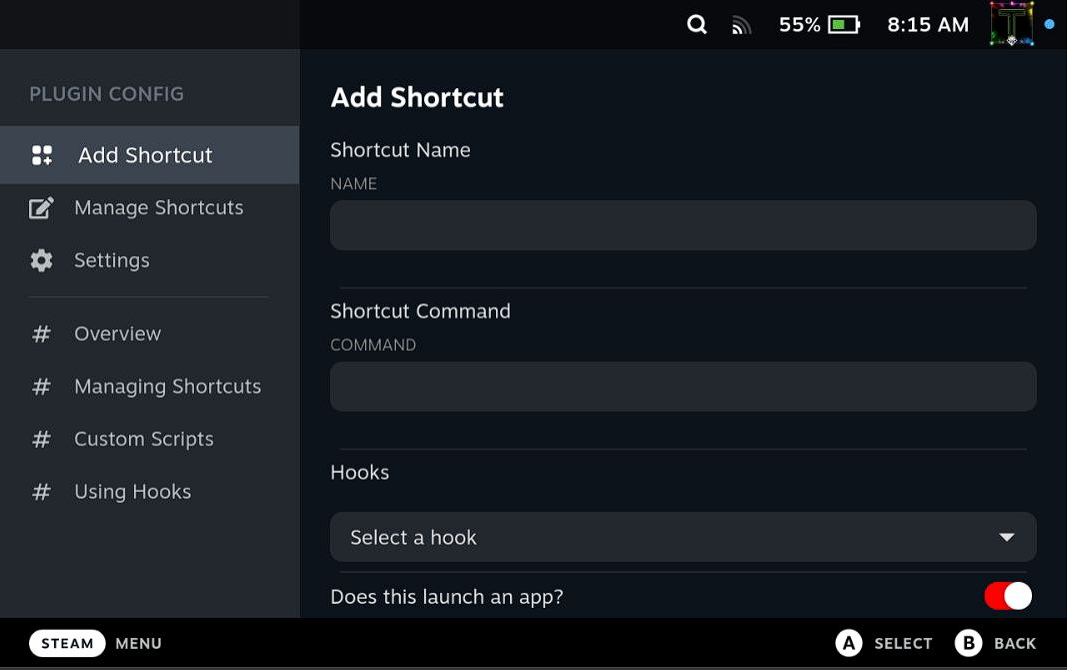 55% 8:15 AM T
PLUGIN CONFIG
Add Shortcut
Manage Shortcuts
Settings
# Overview
# Managing Shortcuts
# Custom Scripts
# Using Hooks
Add Shortcut
Shortcut Name
NAME
Shortcut Command
COMMAND
Hooks
Select a hook
Does this launch an app?
STEAM MENU
A SELECT B BACK